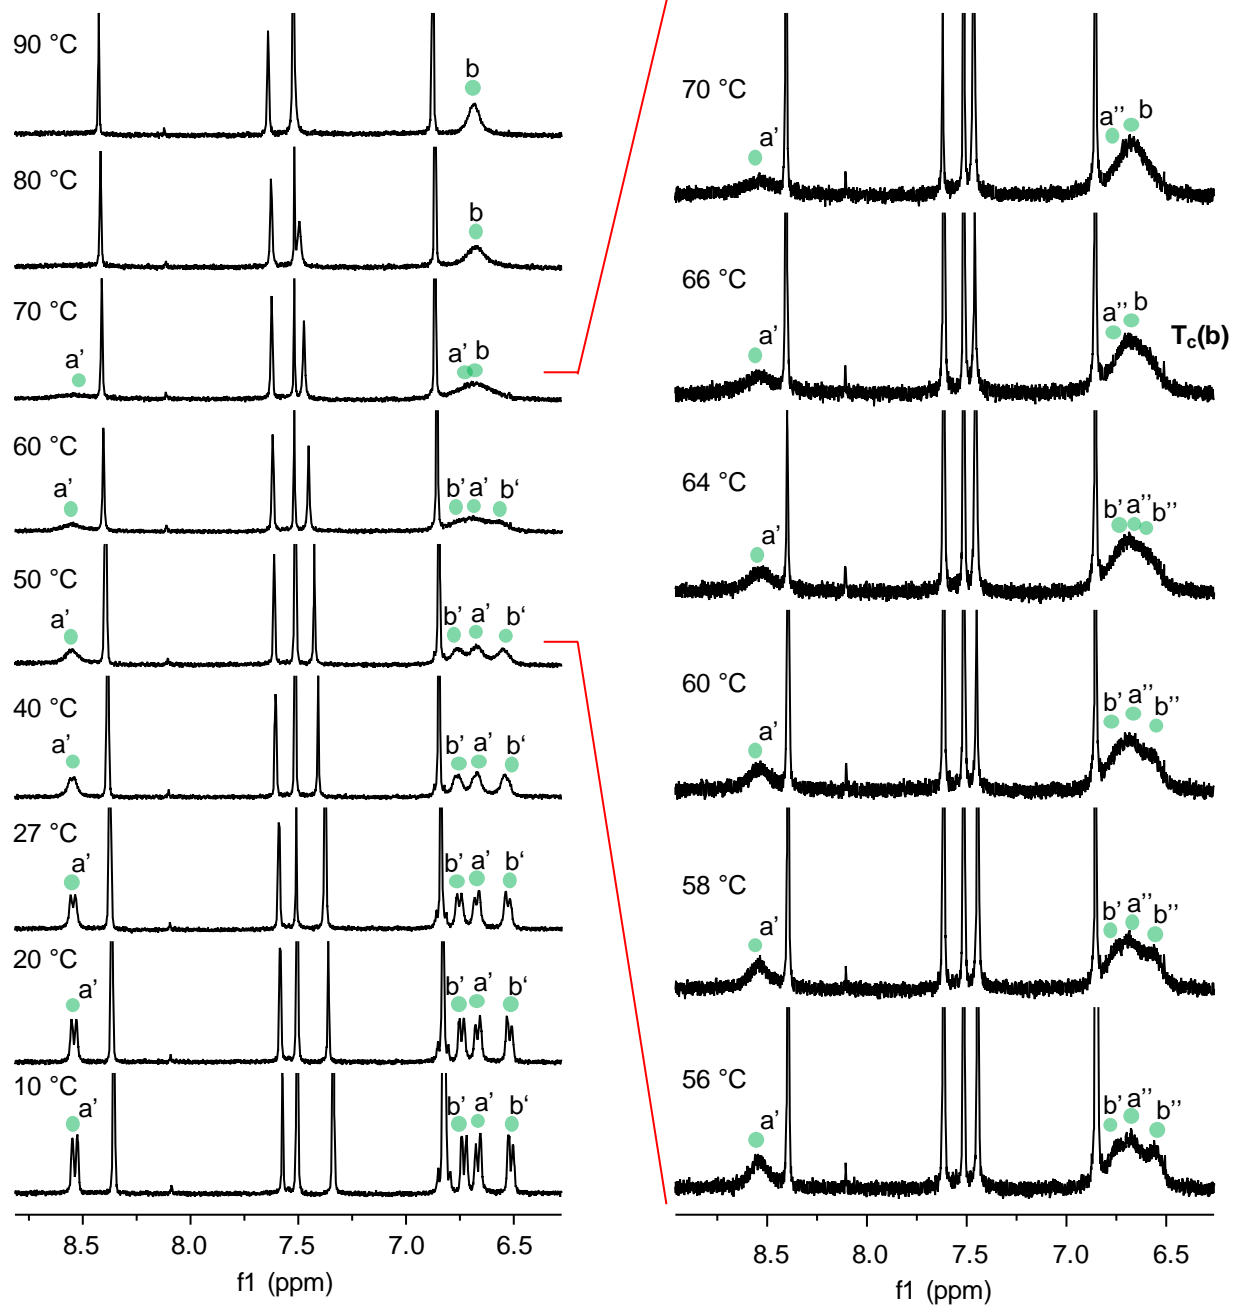 90 °C
b
80 °C
b
70 °C
a’
a’ b
60 °C
a’
b’ a’ b‘
50 °C
a’
b’ a’ b‘
40 °C
a’
b’ a’ b‘
27 °C
a’
b’ a’ b‘
20 °C
a’
b’ a’ b‘
10 °C
a’
b’ a’ b‘
8.5 8.0 7.5 7.0 6.5
f1 (ppm)
70 °C
a’
a’’ b
66 °C
a’
a’’ b
Tc(b)
64 °C
a’
b’ a’’ b’’
60 °C
a’
b’ a’’ b’’
58 °C
a’
b’ a’’ b’’
56 °C
a’
b’ a’’ b’’
8.5 8.0 7.5 7.0 6.5
f1 (ppm)